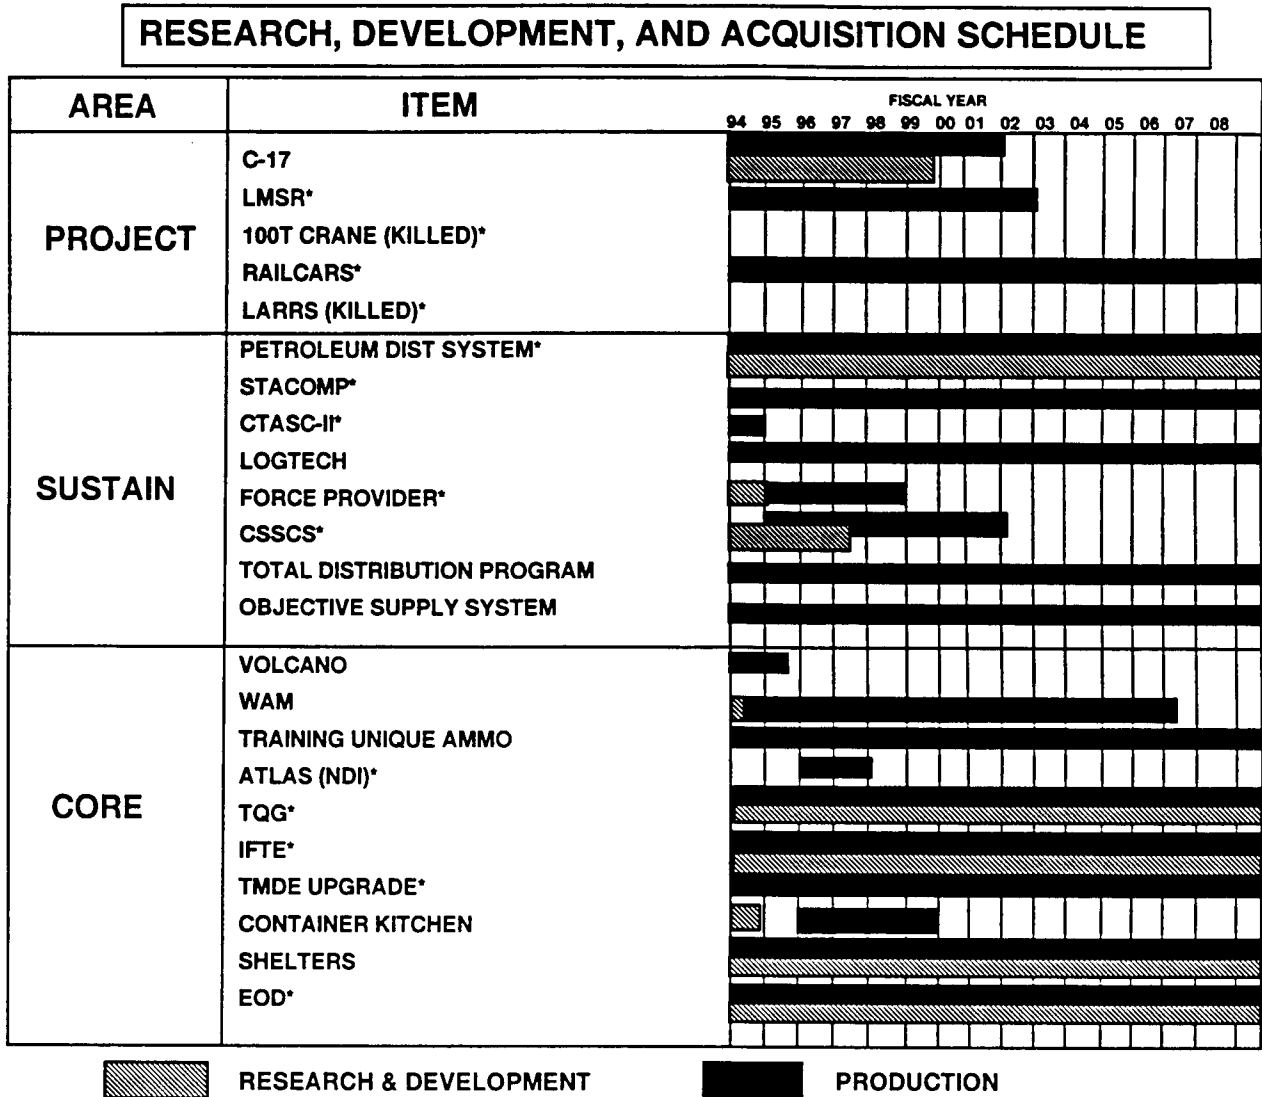 RESEARCH, DEVELOPMENT, AND ACQUISITION SCHEDULE
AREA ITEM FISCAL YEAR
94 95 96 97 98 99 00 01 02 03 04 05 06 07 08
PROJECT
C-17
LMSR*
100T CRANE (KILLED)*
RAILCARS*
LARRS (KILLED)*
SUSTAIN
PETROLEUM DIST SYSTEM*
STACOMP*
CTASC-II*
LOGTECH
FORCE PROVIDER*
CSSCS*
TOTAL DISTRIBUTION PROGRAM
OBJECTIVE SUPPLY SYSTEM
CORE
VOLCANO
WAM
TRAINING UNIQUE AMMO
ATLAS (NDI)*
TQG*
IFTE*
TMDE UPGRADE*
CONTAINER KITCHEN
SHELTERS
EOD*
RESEARCH & DEVELOPMENT PRODUCTION